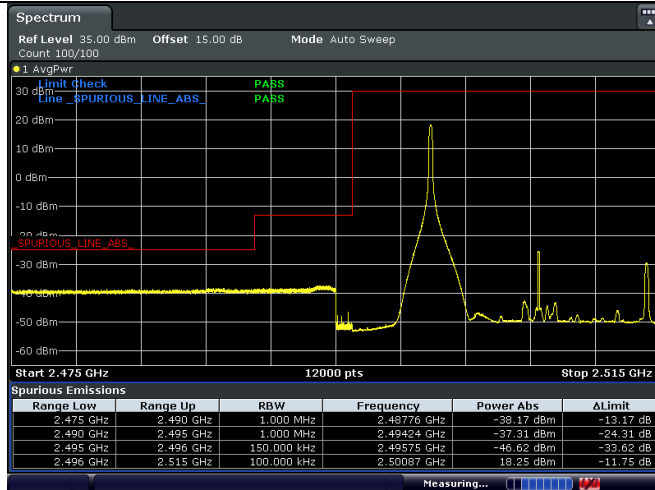 Spectrum
Ref Level 35.00 dBm Offset 15.00 dB Mode Auto Sweep
Count 100/100
1 AvgPwr
Limit Check PASS
30 dBm
Line _SPURIOUS_LINE_ABS_ PASS
20 dBm
10 dBm
0 dBm
-10 dBm
-20 dBm
_SPURIOUS_LINE_ABS_
-30 dBm
-40 dBm
-50 dBm
-60 dBm
Start 2.475 GHz 12000 pts Stop 2.515 GHz
Spurious Emissions
Range Low Range Up RBW Frequency Power Abs ΔLimit
2.475 GHz 2.490 GHz 1.000 MHz 2.48776 GHz -38.17 dBm -13.17 dB
2.490 GHz 2.495 GHz 1.000 MHz 2.49424 GHz -37.31 dBm -24.31 dB
2.495 GHz 2.496 GHz 150.000 kHz 2.49575 GHz -46.62 dBm -33.62 dB
2.496 GHz 2.515 GHz 100.000 kHz 2.50087 GHz 18.25 dBm -11.75 dB
Measuring...